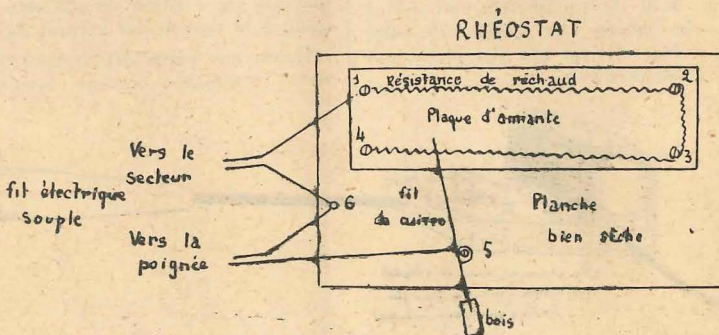 RHÉOSTAT
1
Résistance de réchaud
2
Plaque d'amiante
4
3
Vers le
secteur
fil électrique
souple
6
fil
de cuivre
Planche
bien sèche
Vers la
poignée
5
bois